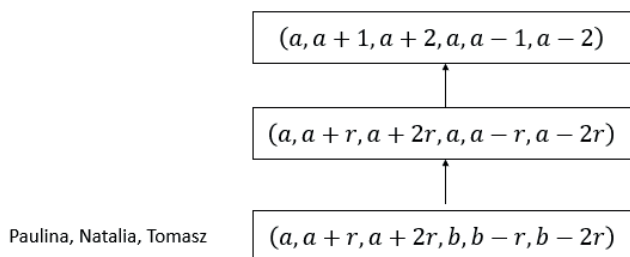 (a, a + 1, a + 2, a, a − 1, a − 2)
(a, a + r, a + 2r, a, a − r, a − 2r)
Paulina, Natalia, Tomasz (a, a + r, a + 2r, b, b − r, b − 2r)